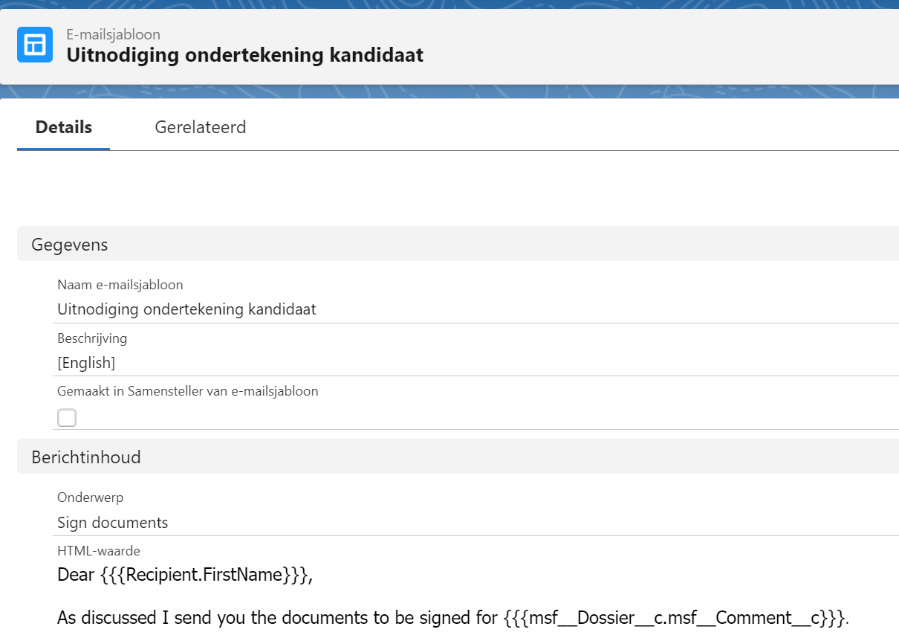 E-mailsjabloon
Uitnodiging ondertekening kandidaat
Details
Gerelateerd
Gegevens
Naam e-mailsjabloon
Uitnodiging ondertekening kandidaat
Beschrijving
[English]
Gemaakt in Samensteller van e-mailsjabloon
Berichtinhoud
Onderwerp
Sign documents
HTML-waarde
Dear {{{Recipient.FirstName}}},
As discussed I send you the documents to be signed for {{{msf__Dossier__c.msf__Comment__c}}}.